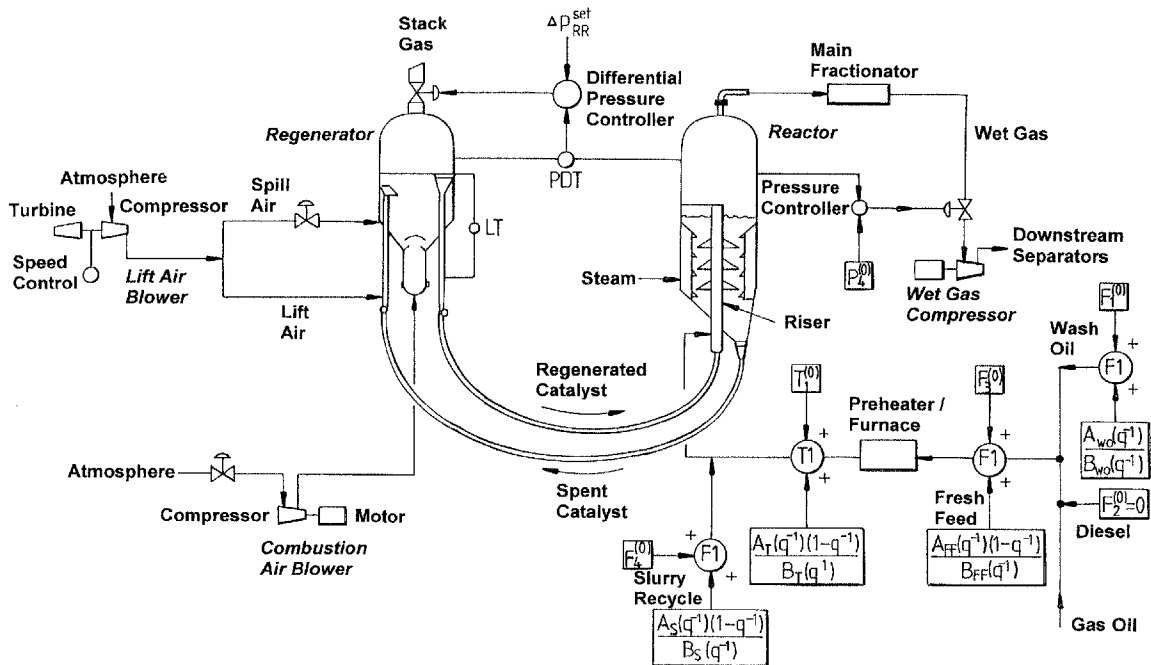 Stack
Gas
Δp_RR^set
Differential
Pressure
Controller
Main
Fractionator
Regenerator
Reactor
Wet Gas
PDT
Atmosphere
Compressor
Spill
Air
Turbine
Speed
Control
Lift Air
Blower
Lift
Air
LT
Pressure
Controller
P_4^(0)
Downstream
Separators
Wet Gas
Compressor
Steam
Riser
F_1^(0)
Wash
Oil
F1
+
+
A_WO(q^-1)
B_WO(q^-1)
Regenerated
Catalyst
Spent
Catalyst
T_1^(0)
Preheater /
Furnace
F_3^(0)
T1
+
+
F1
+
+
Fresh
Feed
F_2^(0)=0
Diesel
Atmosphere
Compressor
Motor
Combustion
Air Blower
F_4^(0)
F1
+
+
Slurry
Recycle
A_T(q^-1)(1-q^-1)
B_T(q^1)
A_FF(q^-1)(1-q^-1)
B_FF(q^-1)
A_S(q^-1)(1-q^-1)
B_S(q^-1)
Gas Oil